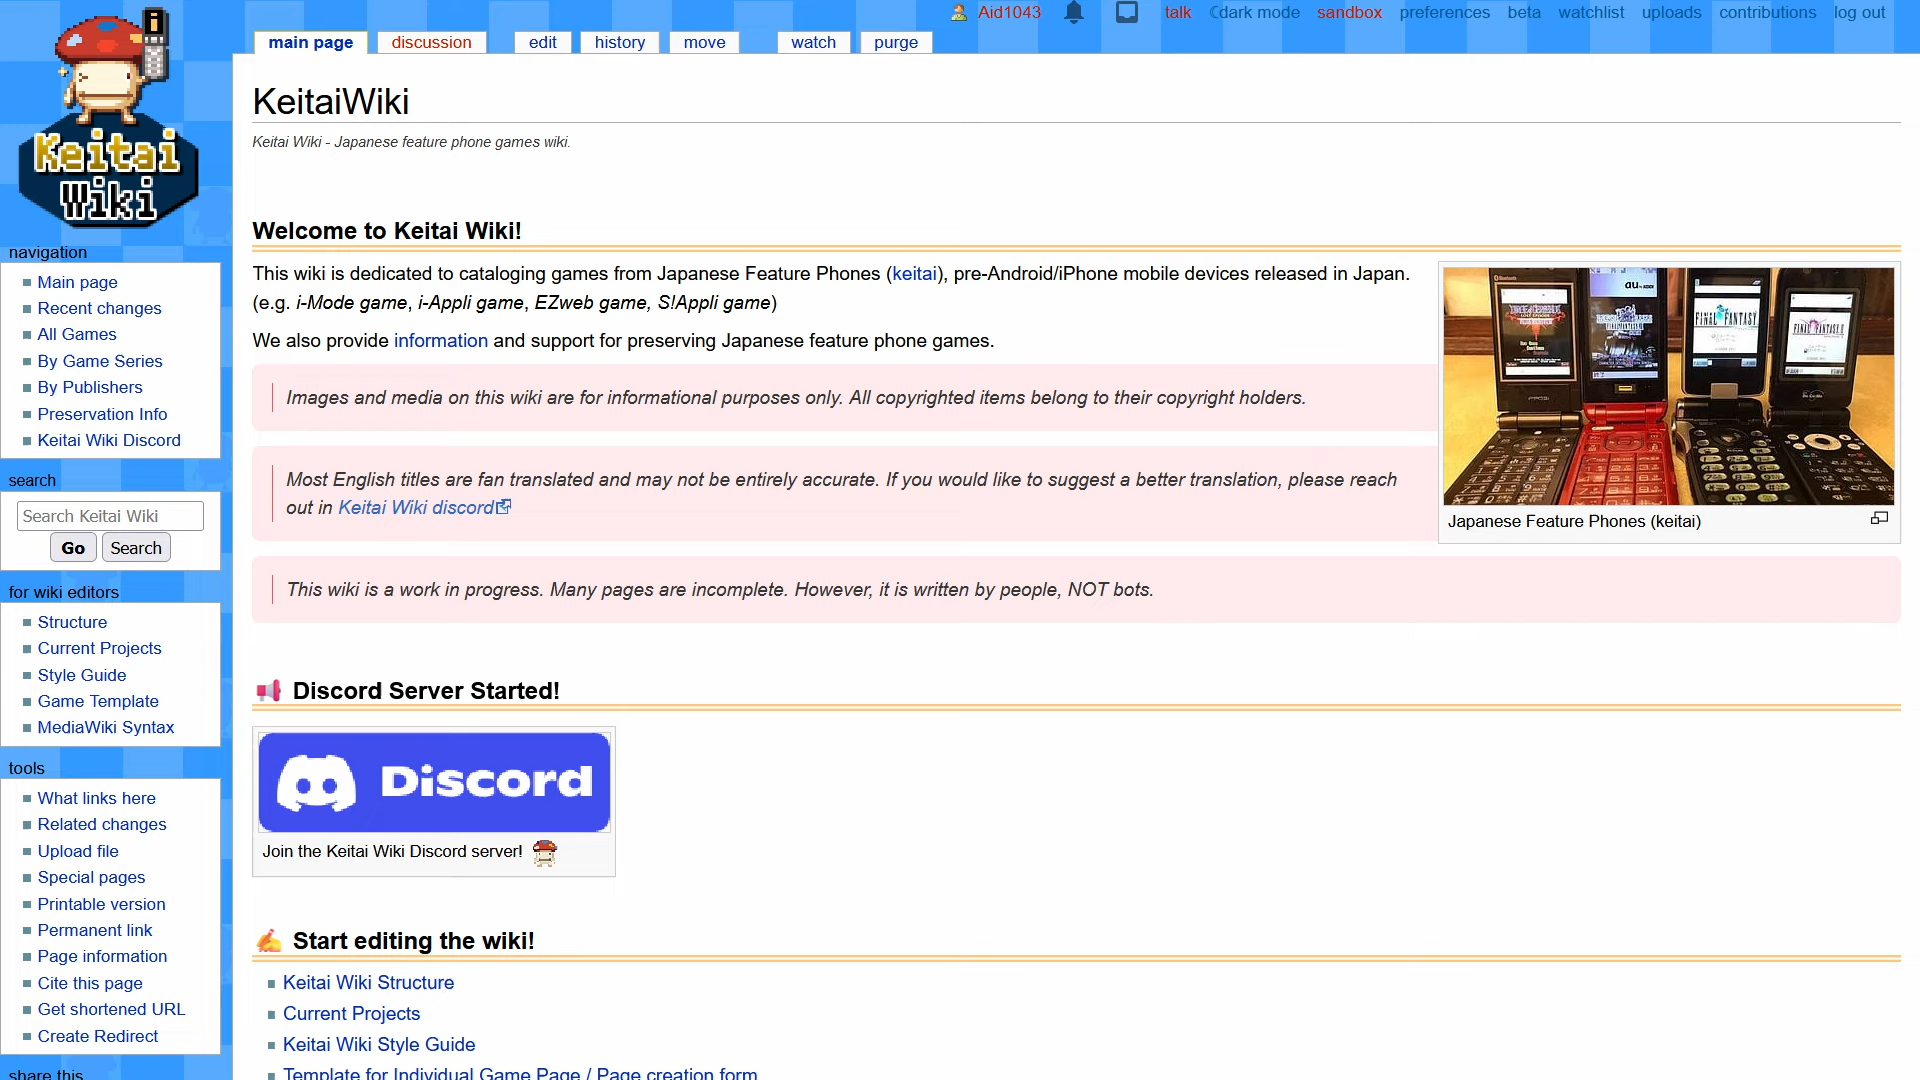 Aid1043 talk dark mode sandbox preferences beta watchlist uploads contributions log out
main page discussion edit history move watch purge
Keitai
Wiki
KeitaiWiki
Keitai Wiki - Japanese feature phone games wiki.
navigation
Main page
Recent changes
All Games
By Game Series
By Publishers
Preservation Info
Keitai Wiki Discord
search
Search Keitai Wiki
Go Search
for wiki editors
Structure
Current Projects
Style Guide
Game Template
MediaWiki Syntax
tools
What links here
Related changes
Upload file
Special pages
Printable version
Permanent link
Page information
Cite this page
Get shortened URL
Create Redirect
share this
Welcome to Keitai Wiki!
This wiki is dedicated to cataloging games from Japanese Feature Phones (keitai), pre-Android/iPhone mobile devices released in Japan.
(e.g. i-Mode game, i-Appli game, EZweb game, S!Appli game)
We also provide information and support for preserving Japanese feature phone games.
Images and media on this wiki are for informational purposes only. All copyrighted items belong to their copyright holders.
Most English titles are fan translated and may not be entirely accurate. If you would like to suggest a better translation, please reach
out in Keitai Wiki discord
This wiki is a work in progress. Many pages are incomplete. However, it is written by people, NOT bots.
au
FINAL FANTASY
FINAL FANTASY II
Japanese Feature Phones (keitai)
Discord Server Started!
Discord
Join the Keitai Wiki Discord server!
Start editing the wiki!
Keitai Wiki Structure
Current Projects
Keitai Wiki Style Guide
Template for Individual Game Page / Page creation form